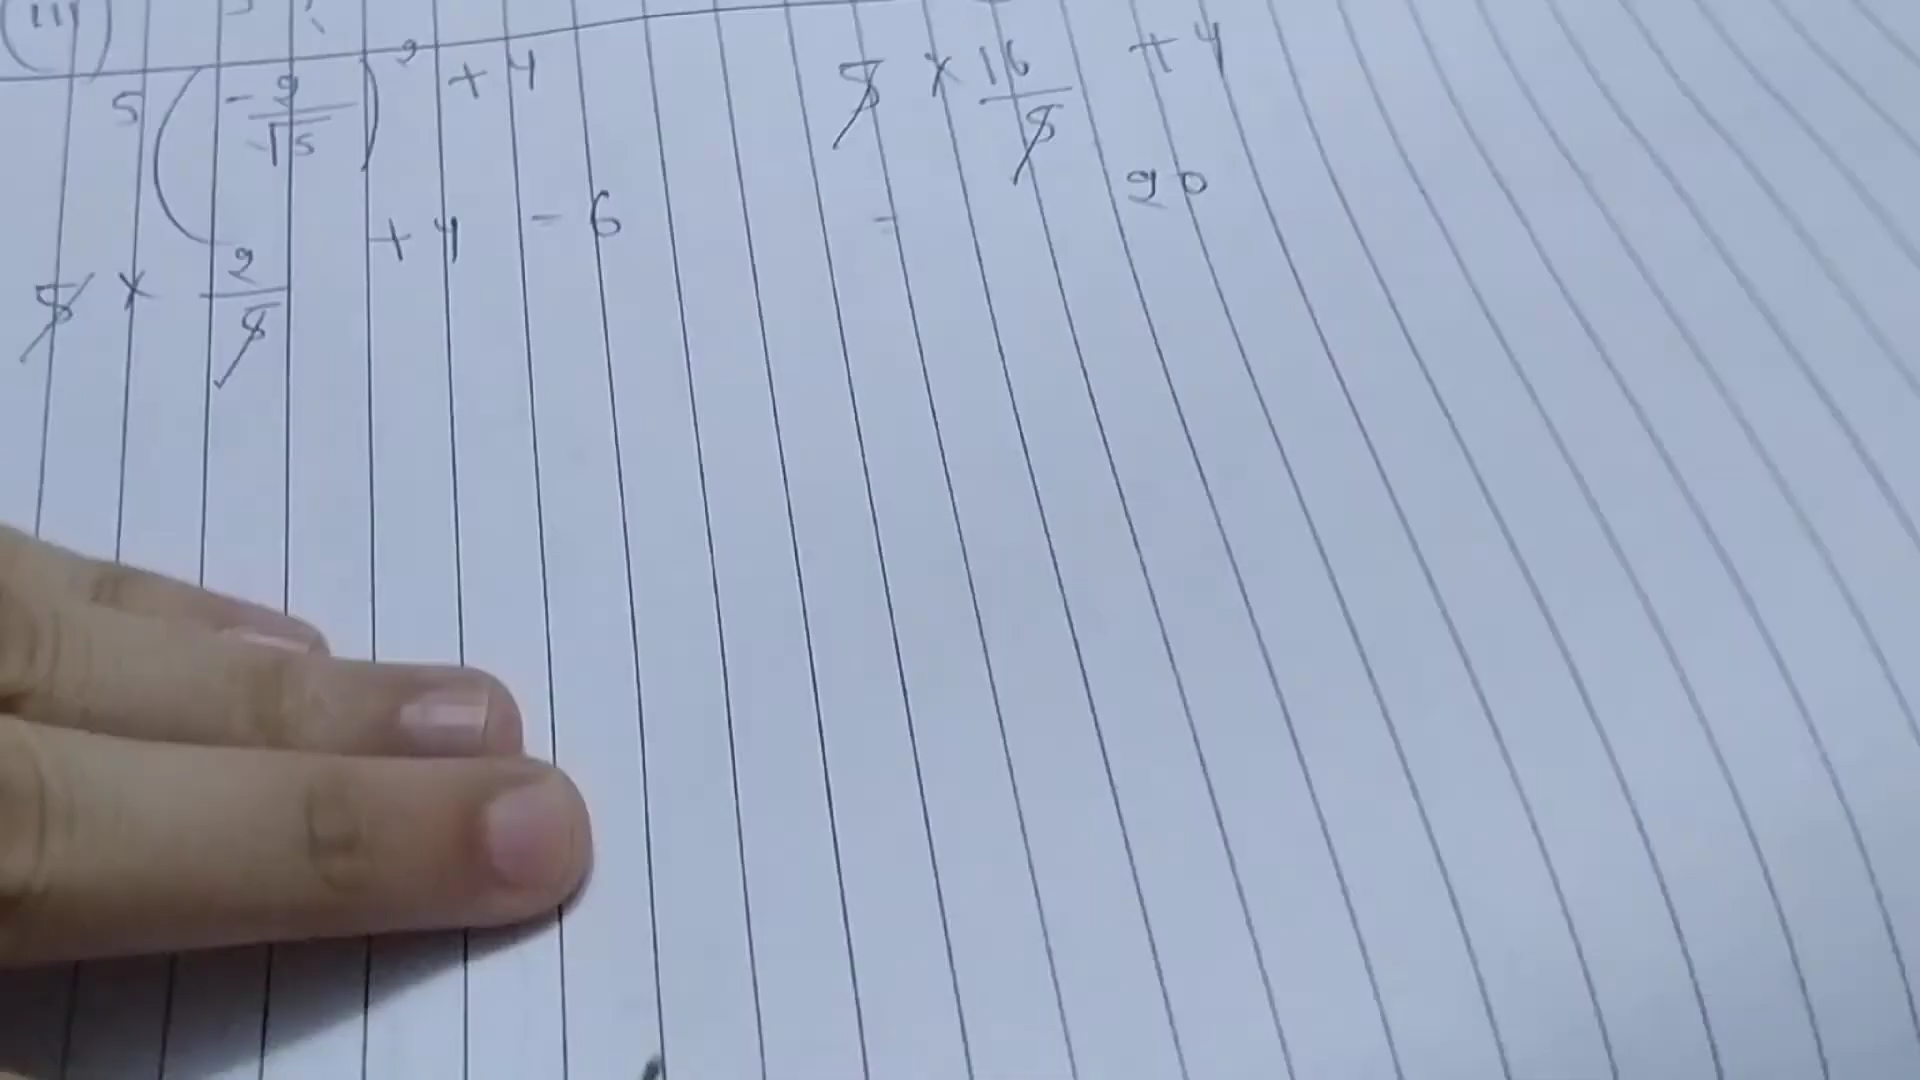 (iii)
5(-2/√5)² + 4
5 × 2/5 + 4 = 6
5 × 16/5 + 4
= 20